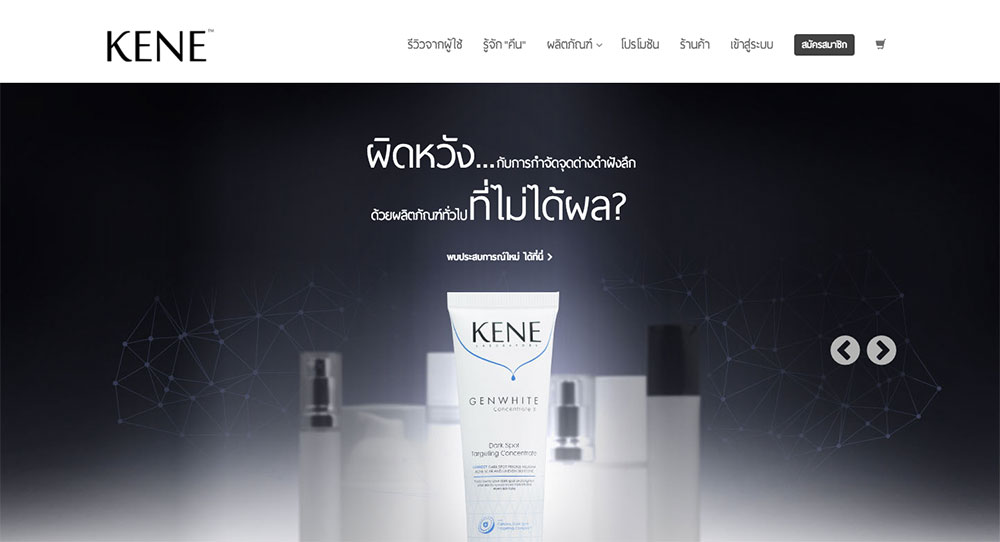 KENE™
รีวิวจากผู้ใช้ รู้จัก "คีน" ผลิตภัณฑ์ โปรโมชัน ร้านค้า เข้าสู่ระบบ สมัครสมาชิก
ผิดหวัง...กับการกำจัดจุดด่างดำฝังลึก
ด้วยผลิตภัณฑ์ทั่วไปที่ไม่ได้ผล?
พบประสบการณ์ใหม่ ได้ที่นี่
KENE
LABORATORY
GENWHITE
Concentrate 5
Dark Spot
Targeting Concentrate